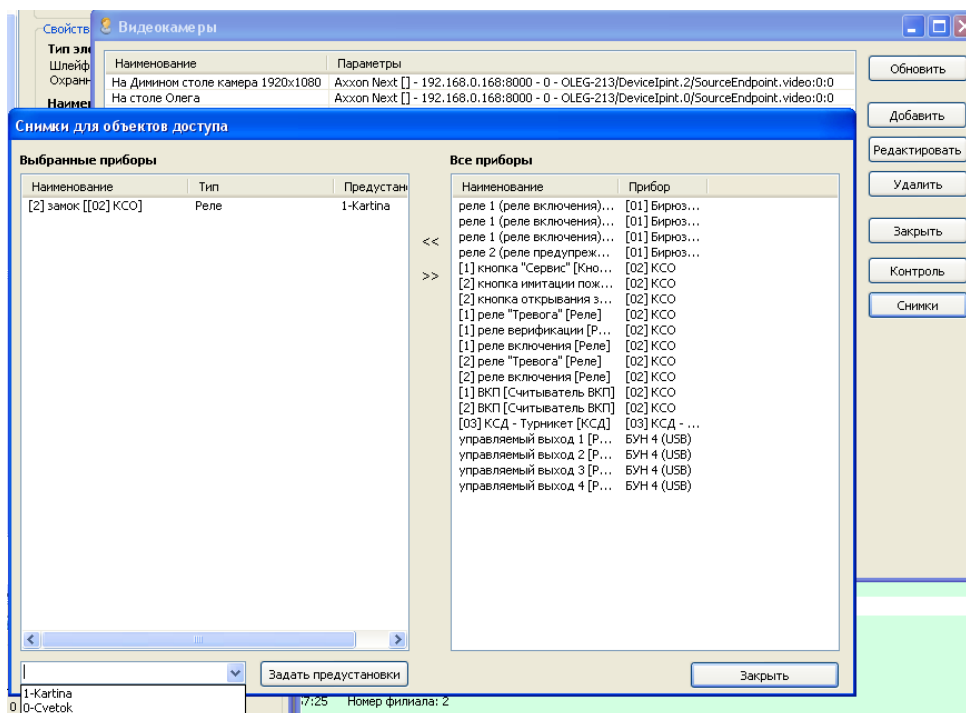 Свойств
Видеокамеры
Тип эле
Шлейф
Охранн
Наимен
Наименование Параметры
На Димином столе камера 1920x1080 Axxon Next [] - 192.168.0.168:8000 - 0 - OLEG-213/DeviceIpint.2/SourceEndpoint.video:0:0
На столе Олега Axxon Next [] - 192.168.0.168:8000 - 0 - OLEG-213/DeviceIpint.0/SourceEndpoint.video:0:0
Обновить
Добавить
Редактировать
Удалить
Закрыть
Контроль
Снимки
Снимки для объектов доступа
Выбранные приборы
Наименование Тип Предустан
[2] замок [[02] КСО] Реле 1-Kartina
<<
>>
Все приборы
Наименование Прибор
реле 1 (реле включения)... [01] Бирюз...
реле 1 (реле включения)... [01] Бирюз...
реле 1 (реле включения)... [01] Бирюз...
реле 2 (реле предупреж... [01] Бирюз...
[1] кнопка "Сервис" [Кно... [02] КСО
[2] кнопка имитации пож... [02] КСО
[2] кнопка открывания з... [02] КСО
[1] реле "Тревога" [Реле] [02] КСО
[1] реле верификации [Р... [02] КСО
[1] реле включения [Реле] [02] КСО
[2] реле "Тревога" [Реле] [02] КСО
[2] реле включения [Реле] [02] КСО
[1] ВКП [Считыватель ВКП] [02] КСО
[2] ВКП [Считыватель ВКП] [02] КСО
[03] КСД - Турникет [КСД] [03] КСД - ...
управляемый выход 1 [Р... БУН 4 (USB)
управляемый выход 2 [Р... БУН 4 (USB)
управляемый выход 3 [Р... БУН 4 (USB)
управляемый выход 4 [Р... БУН 4 (USB)
Задать предустановки
Закрыть
1-Kartina
0-Cvetok
0
:7:25 Номер филиала: 2